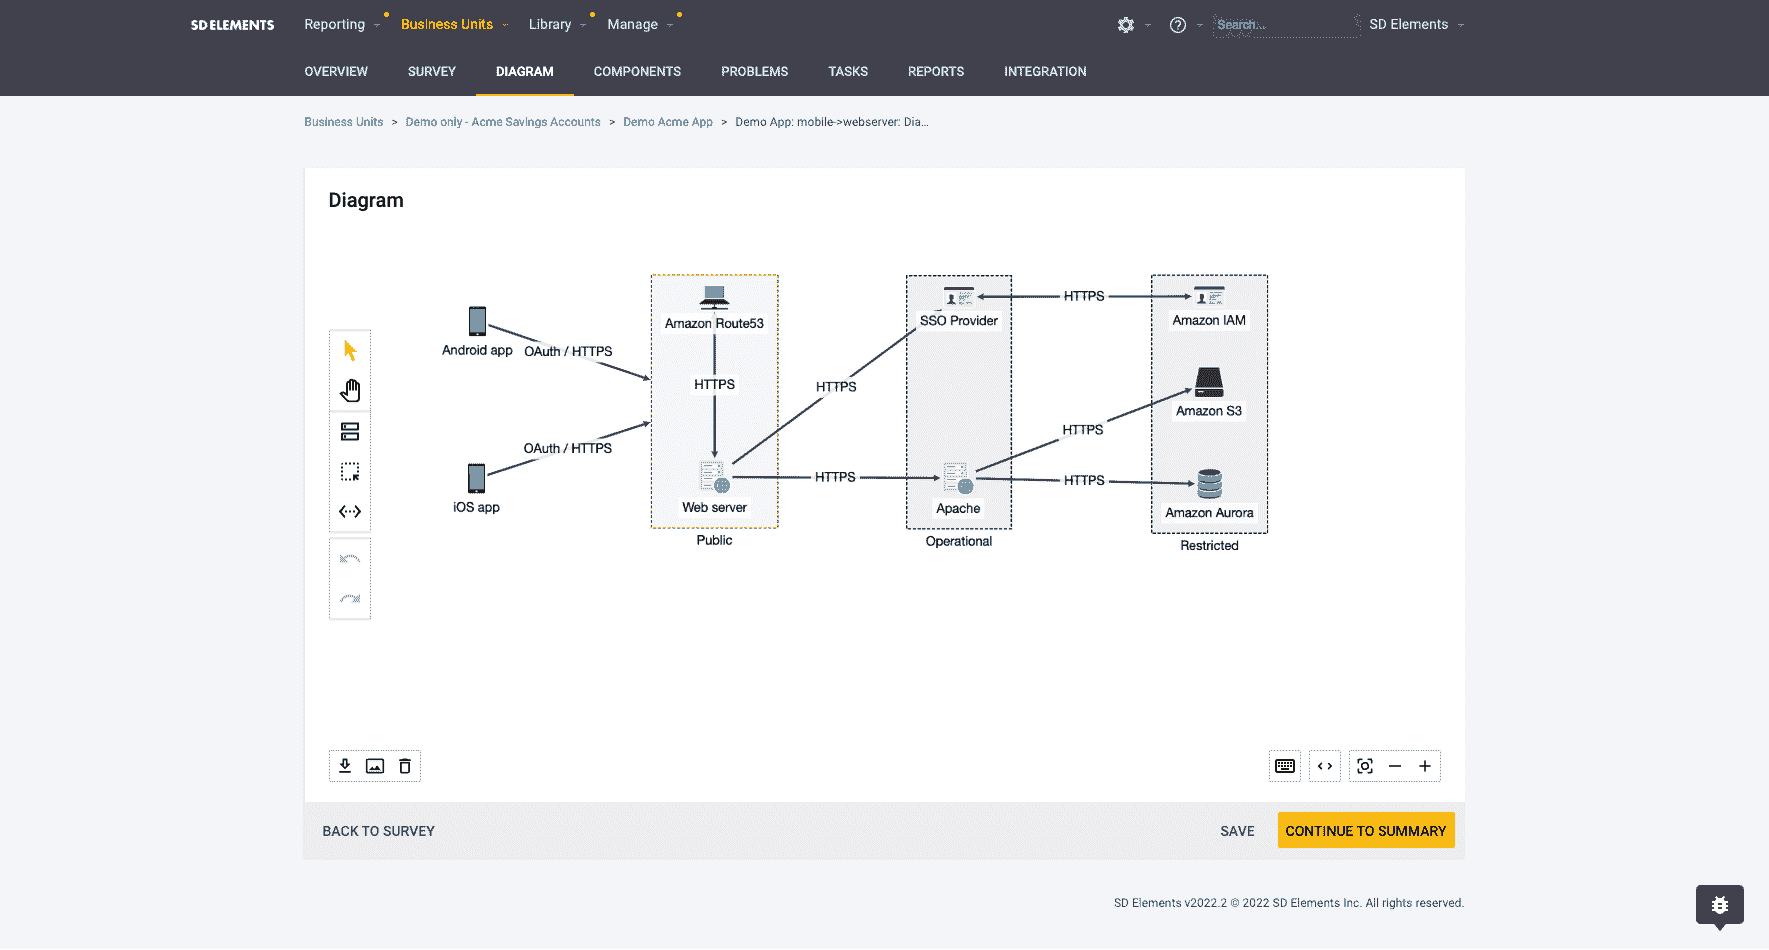 SD ELEMENTS Reporting Business Units Library Manage Search... SD Elements
OVERVIEW SURVEY DIAGRAM COMPONENTS PROBLEMS TASKS REPORTS INTEGRATION
Business Units > Demo only - Acme Savings Accounts > Demo Acme App > Demo App: mobile->webserver: Dia...
Diagram
Android app
OAuth / HTTPS
iOS app
OAuth / HTTPS
Amazon Route53
HTTPS
Web server
Public
HTTPS
HTTPS
SSO Provider
Apache
Operational
HTTPS
HTTPS
HTTPS
Amazon IAM
Amazon S3
Amazon Aurora
Restricted
BACK TO SURVEY
SAVE
CONTINUE TO SUMMARY
SD Elements v2022.2 © 2022 SD Elements Inc. All rights reserved.